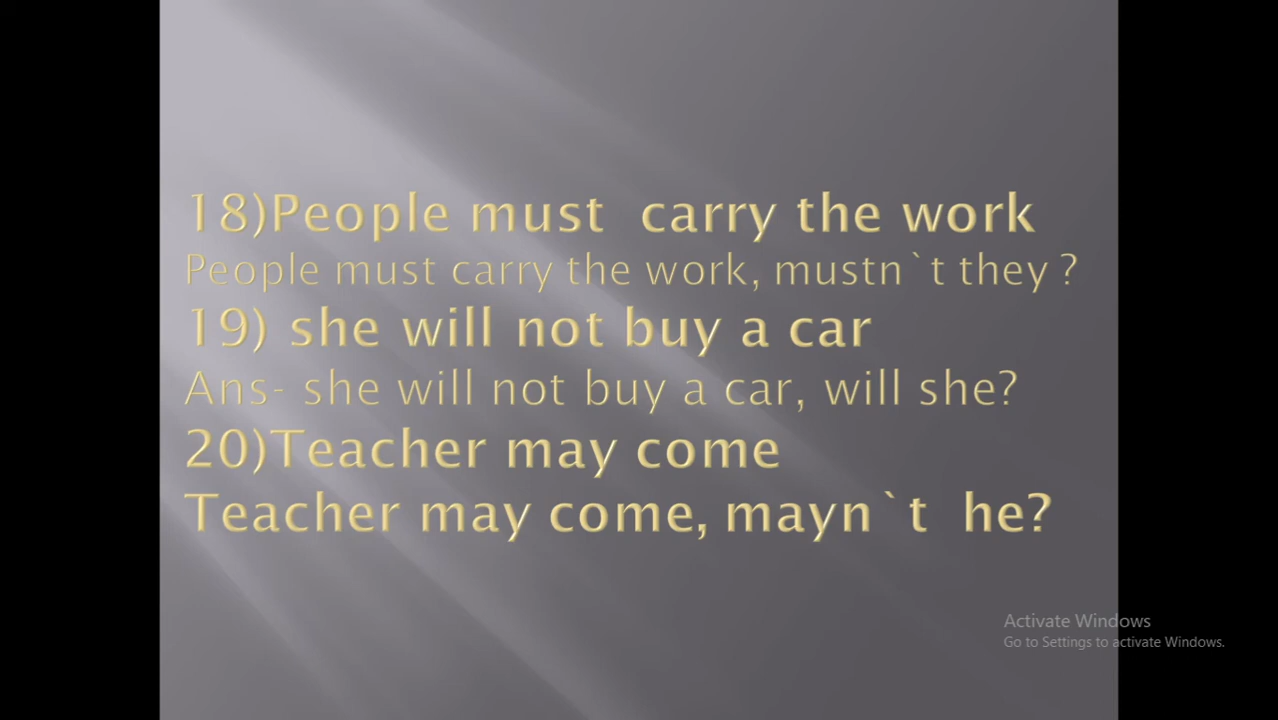 18)People must carry the work
People must carry the work, mustn`t they ?
19) she will not buy a car
Ans- she will not buy a car, will she?
20)Teacher may come
Teacher may come, mayn`t he?
Activate Windows
Go to Settings to activate Windows.